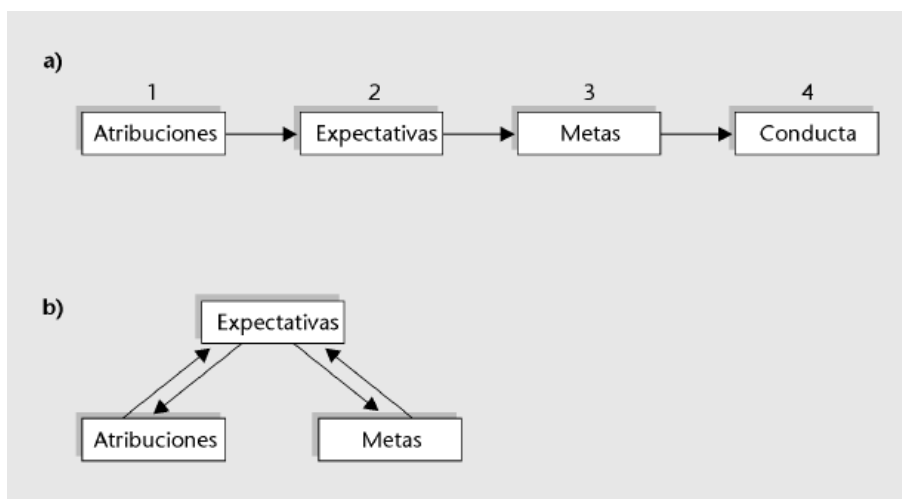 a)
1 2 3 4
Atribuciones Expectativas Metas Conducta
b)
Expectativas
Atribuciones Metas